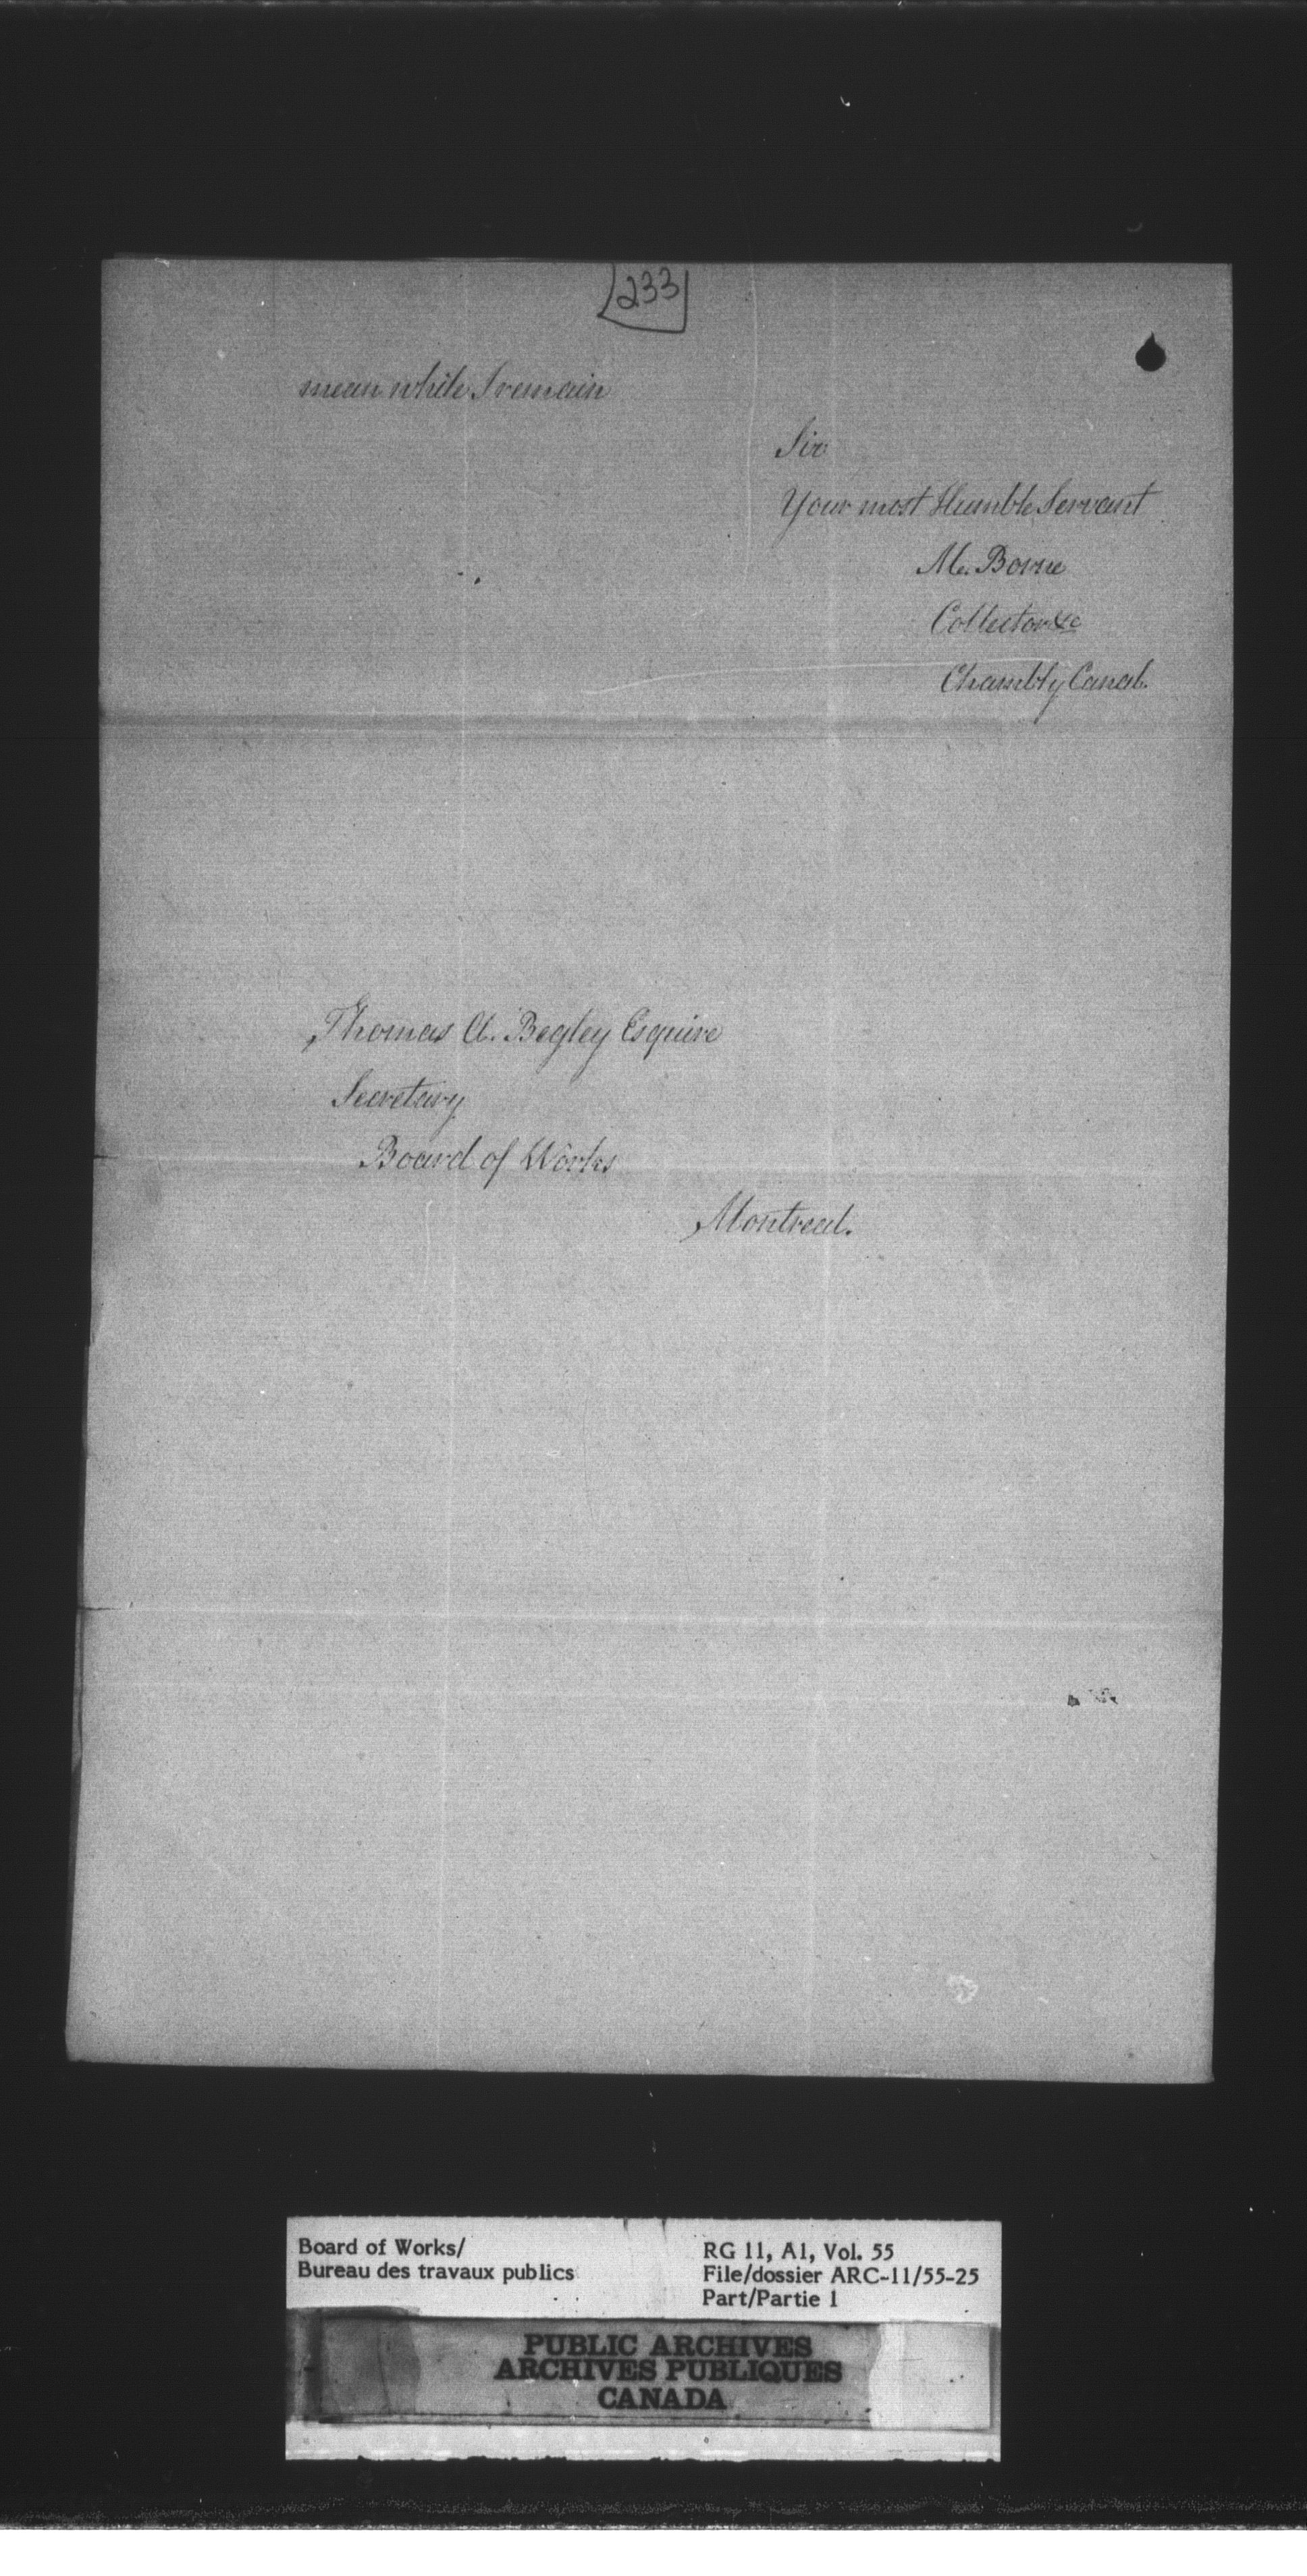 233
mean while I remain
Sir
Your most Humble Servant
M. Borne
Collector &c
Chambly Canal.
Thomas A. Begley Esquire
Secretary
Board of Works
Montreal.
Board of Works/
Bureau des travaux publics
RG 11, A1, Vol. 55
File/dossier ARC-11/55-25
Part/Partie 1
PUBLIC ARCHIVES
ARCHIVES PUBLIQUES
CANADA